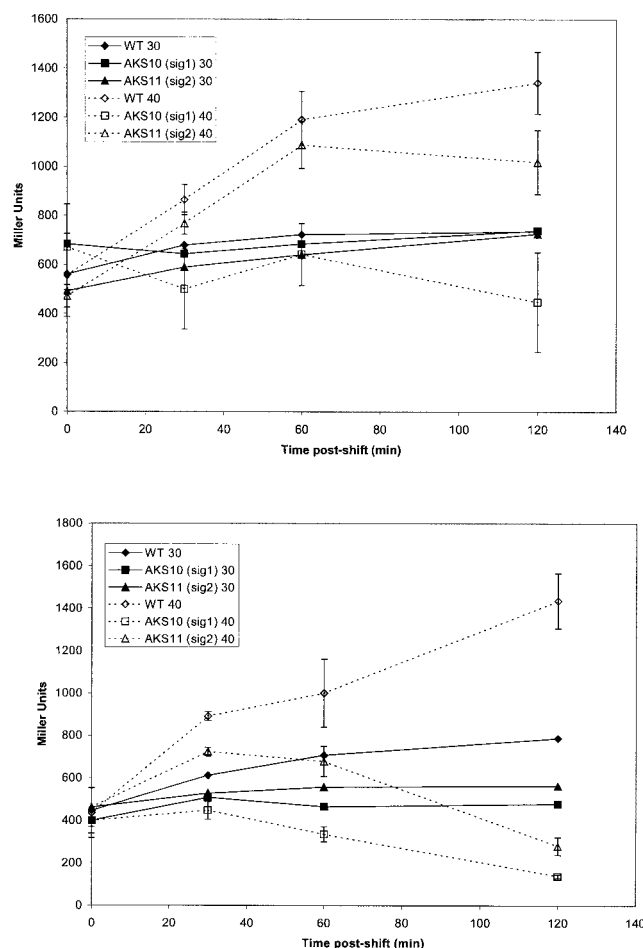 1600
1400
1200
1000
800
600
400
200
0
Miller Units
WT 30
AKS10 (sig1) 30
AKS11 (sig2) 30
WT 40
AKS10 (sig1) 40
AKS11 (sig2) 40
0 20 40 60 80 100 120 140
Time post-shift (min)
1800
1600
1400
1200
1000
800
600
400
200
0
Miller Units
WT 30
AKS10 (sig1) 30
AKS11 (sig2) 30
WT 40
AKS10 (sig1) 40
AKS11 (sig2) 40
0 20 40 60 80 100 120 140
Time post-shift (min)